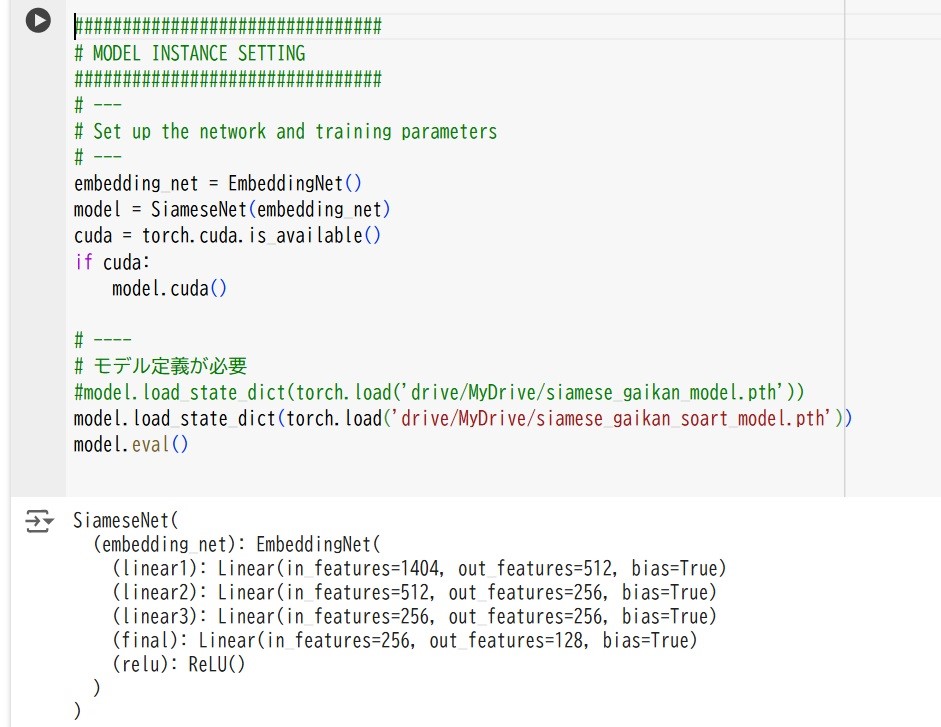 ################################
# MODEL INSTANCE SETTING
################################
# ---
# Set up the network and training parameters
# ---
embedding_net = EmbeddingNet()
model = SiameseNet(embedding_net)
cuda = torch.cuda.is_available()
if cuda:
    model.cuda()
# ----
# モデル定義が必要
#model.load_state_dict(torch.load('drive/MyDrive/siamese_gaikan_model.pth'))
model.load_state_dict(torch.load('drive/MyDrive/siamese_gaikan_soart_model.pth'))
model.eval()
SiameseNet(
  (embedding_net): EmbeddingNet(
    (linear1): Linear(in_features=1404, out_features=512, bias=True)
    (linear2): Linear(in_features=512, out_features=256, bias=True)
    (linear3): Linear(in_features=256, out_features=256, bias=True)
    (final): Linear(in_features=256, out_features=128, bias=True)
    (relu): ReLU()
  )
)